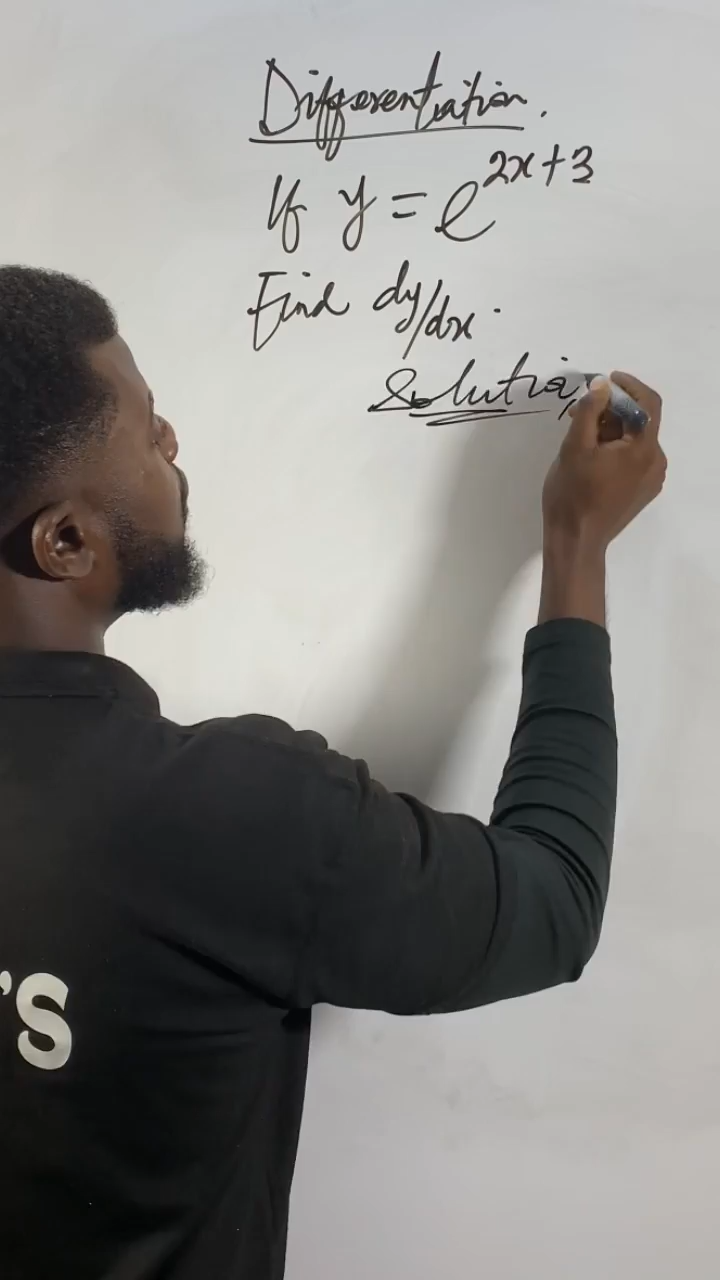 Differentiation.
If y = e^{2x+3}
Find dy/dx.
Solution
'S